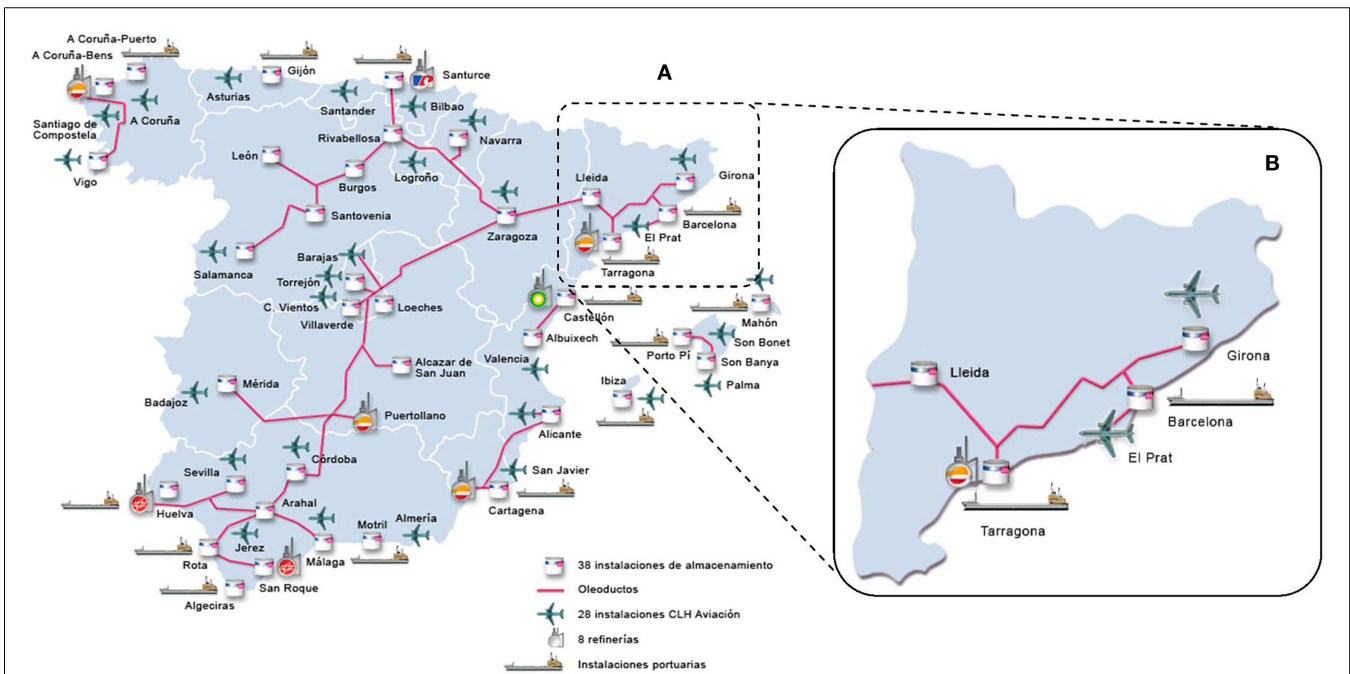 A Coruña-Puerto
A Coruña-Bens
A Coruña
Santiago de
Compostela
Vigo
Asturias
Gijón
Santander
Santurce
Bilbao
Rivabellosa
Navarra
León
Burgos
Logroño
Santovenia
Salamanca
Zaragoza
Lleida
Girona
Barcelona
El Prat
Tarragona
A
Barajas
Torrejón
C. Vientos
Villaverde
Loeches
Castellón
Albuixech
Mahón
Son Bonet
Porto Pí
Son Banya
Palma
Ibiza
Valencia
Alcazar de
San Juan
Mérida
Badajoz
Puertollano
Alicante
San Javier
Cartagena
Córdoba
Sevilla
Huelva
Arahal
Jerez
Rota
Málaga
Motril
Almería
San Roque
Algeciras
38 instalaciones de almacenamiento
Oleoductos
28 instalaciones CLH Aviación
8 refinerías
Instalaciones portuarias
B
Lleida
Girona
Barcelona
El Prat
Tarragona